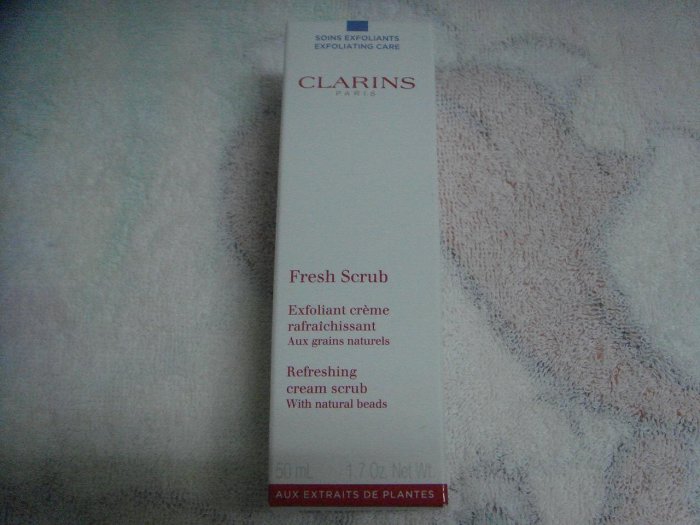 SOINS EXFOLIANTS
EXFOLIATING CARE
CLARINS
PARIS
Fresh Scrub
Exfoliant crème
rafraîchissant
Aux grains naturels
Refreshing
cream scrub
With natural beads
50 ml 1.7 Oz. Net Wt.
AUX EXTRAITS DE PLANTES